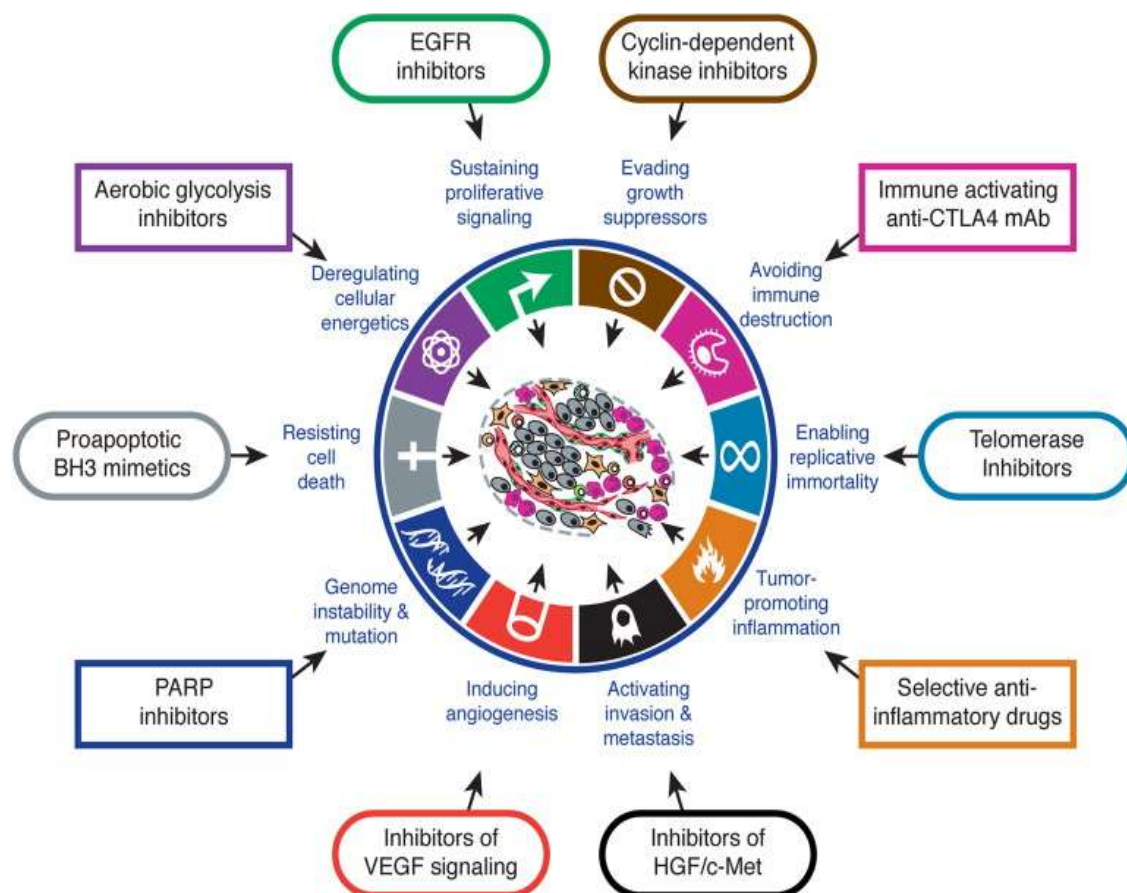 EGFR
inhibitors
Cyclin-dependent
kinase inhibitors
Sustaining
proliferative
signaling
Evading
growth
suppressors
Aerobic glycolysis
inhibitors
Immune activating
anti-CTLA4 mAb
Deregulating
cellular
energetics
Avoiding
immune
destruction
Proapoptotic
BH3 mimetics
Resisting
cell
death
Enabling
replicative
immortality
Telomerase
Inhibitors
Genome
instability &
mutation
Tumor-
promoting
inflammation
PARP
inhibitors
Inducing
angiogenesis
Activating
invasion &
metastasis
Selective anti-
inflammatory drugs
Inhibitors of
VEGF signaling
Inhibitors of
HGF/c-Met